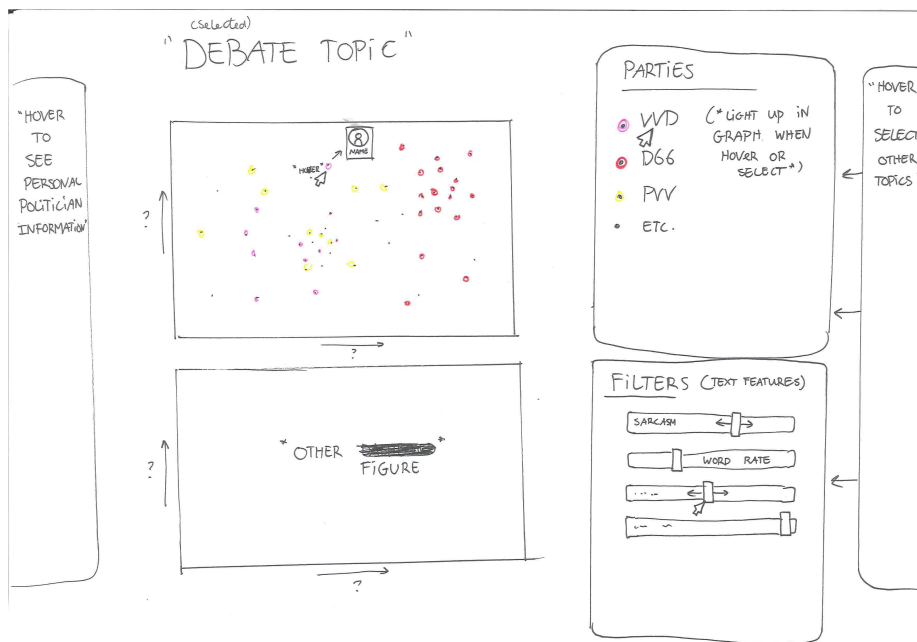 (selected)
"DEBATE TOPiC"
"HOVER
TO
SEE
PERSONAL
POLITICIAN
INFORMATION"
NAME
"HOVER"
?
?
PARTiES
VVD
D66
PVV
ETC.
(*LiGHT UP iN
GRAPH WHEN
HOVER OR
SELECT*)
"HOVER
TO
SELECT
OTHER
TOPiCS
?
* OTHER *
FiGURE
?
FiLTERS (TEXT FEATURES)
SARCASM
WORD RATE